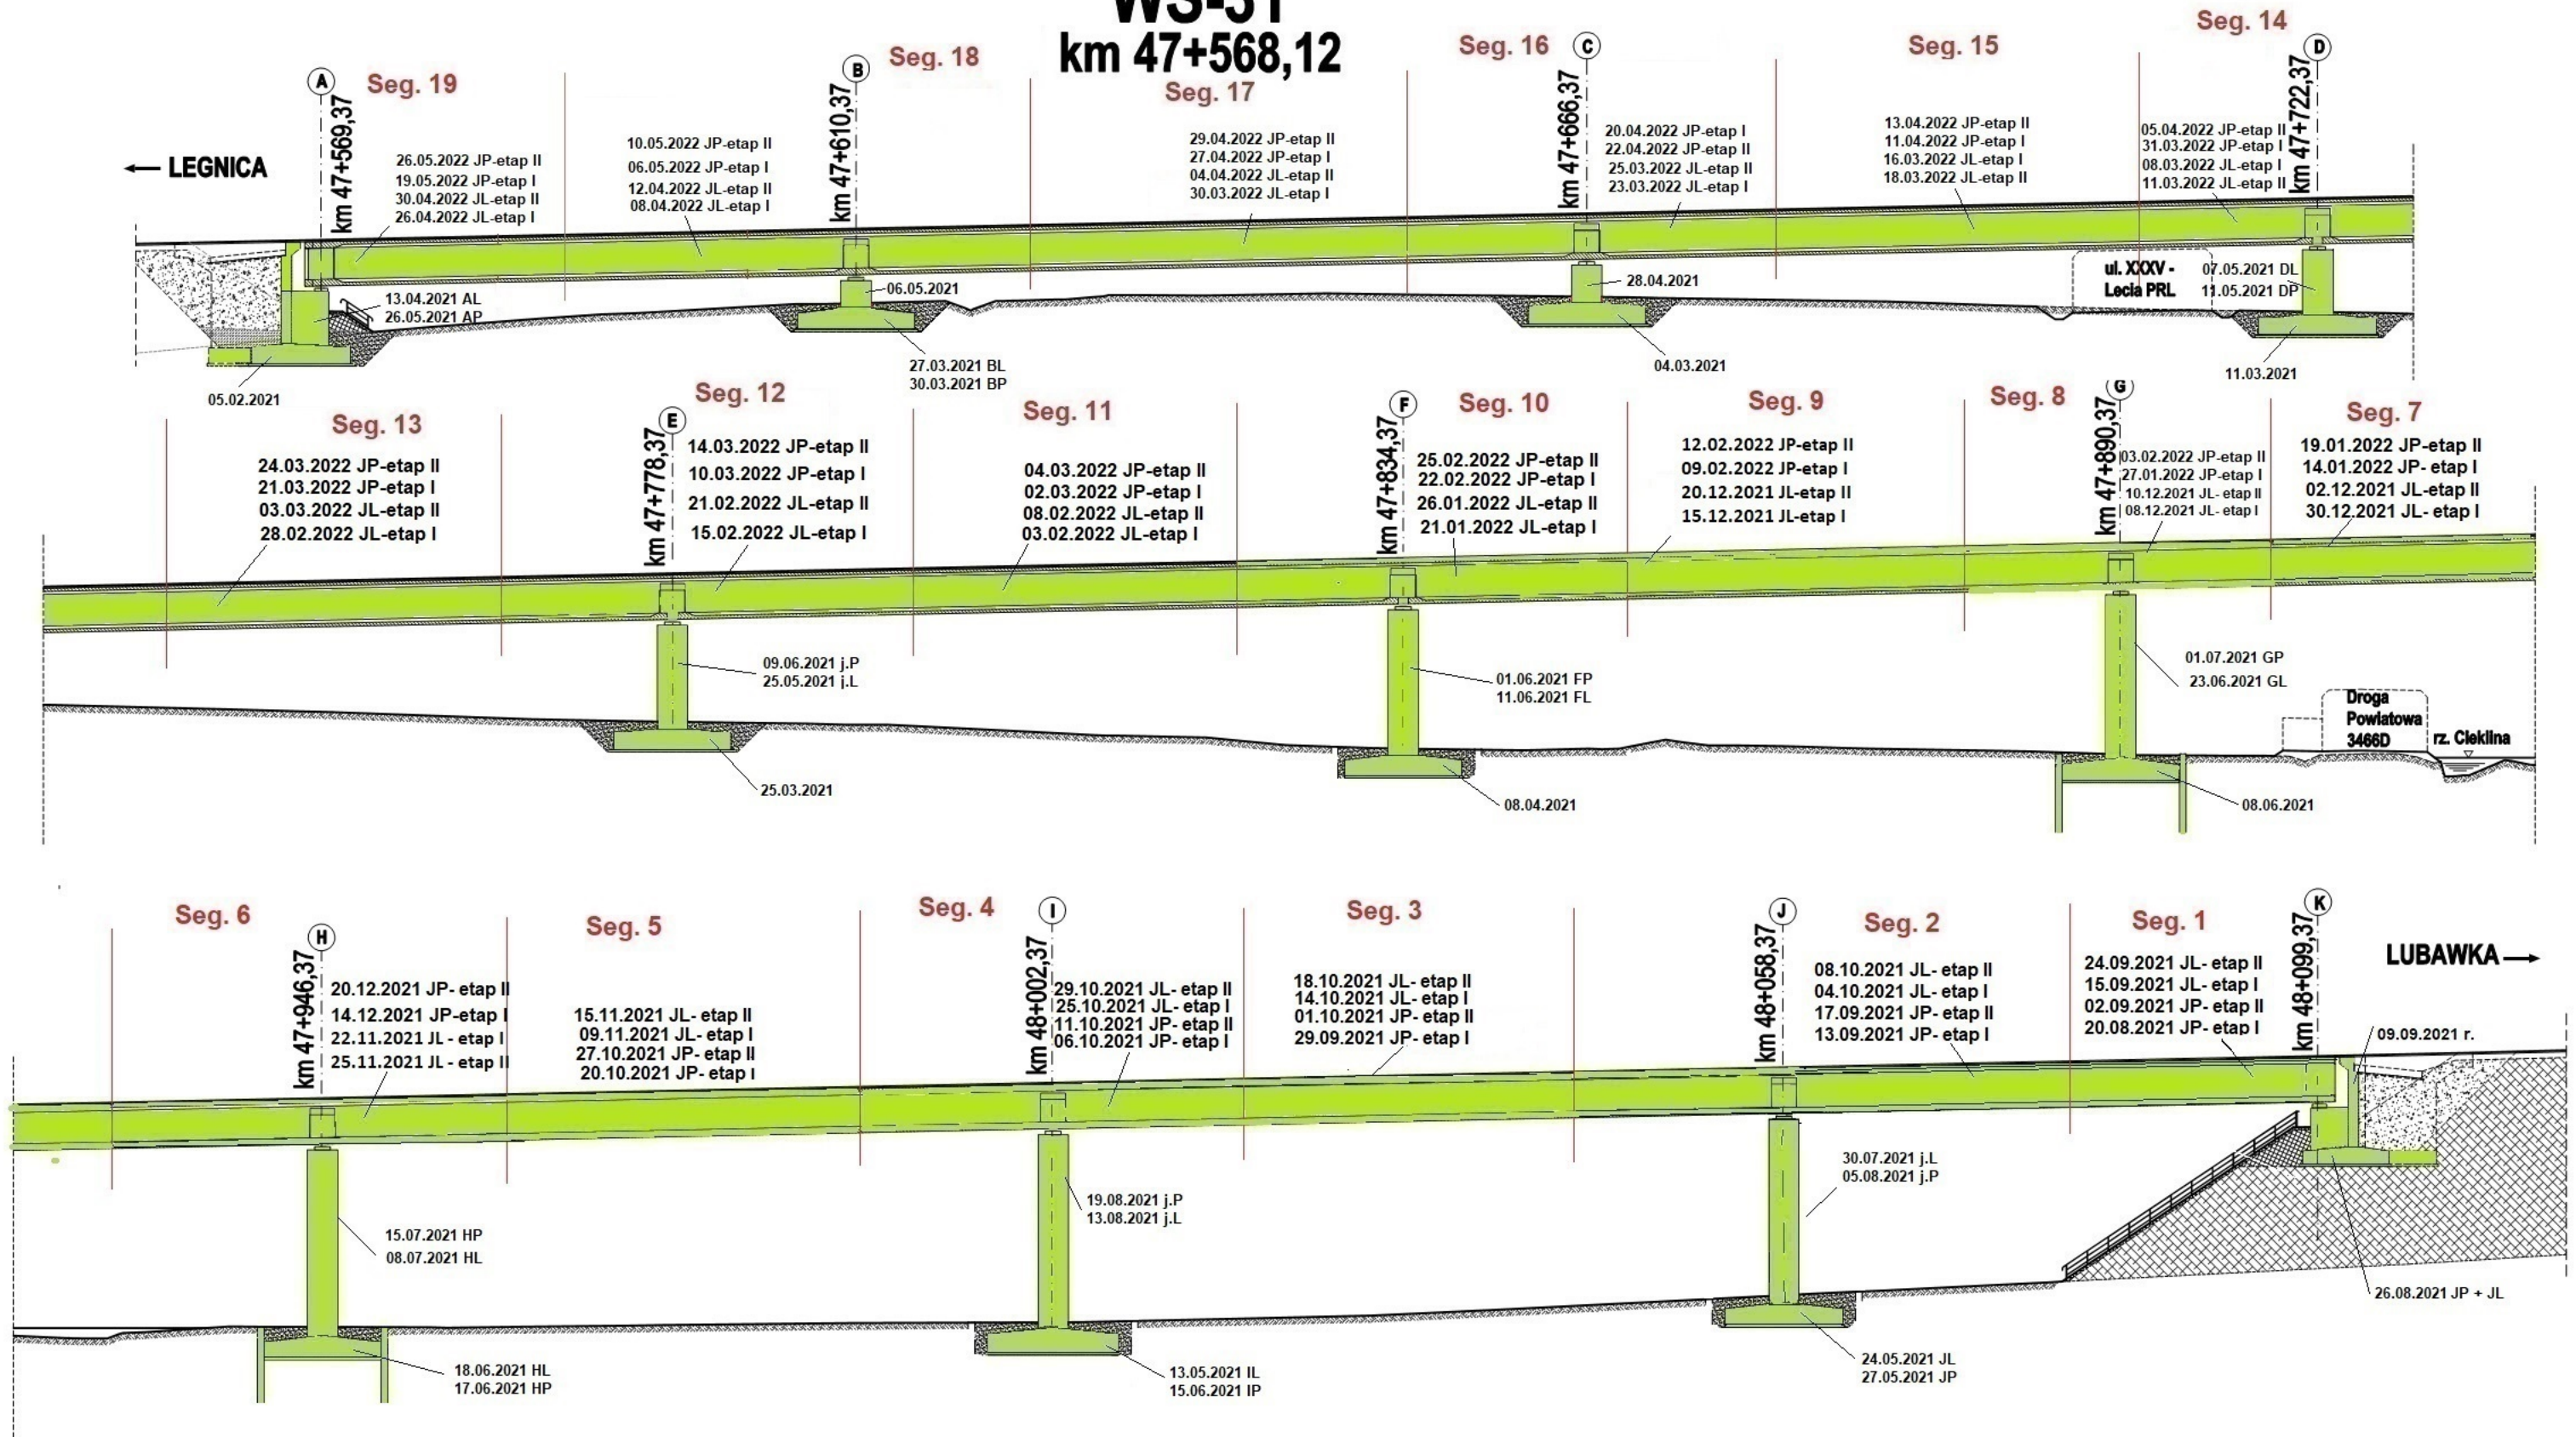 WS-31
km 47+568,12
← LEGNICA
A
km 47+569,37
Seg. 19
26.05.2022 JP-etap II
19.05.2022 JP-etap I
30.04.2022 JL-etap II
26.04.2022 JL-etap I
13.04.2021 AL
26.05.2021 AP
05.02.2021
Seg. 18
10.05.2022 JP-etap II
06.05.2022 JP-etap I
12.04.2022 JL-etap II
08.04.2022 JL-etap I
B
km 47+610,37
06.05.2021
27.03.2021 BL
30.03.2021 BP
Seg. 17
29.04.2022 JP-etap II
27.04.2022 JP-etap I
04.04.2022 JL-etap II
30.03.2022 JL-etap I
Seg. 16
C
km 47+666,37
20.04.2022 JP-etap I
22.04.2022 JP-etap II
25.03.2022 JL-etap II
23.03.2022 JL-etap I
28.04.2021
04.03.2021
Seg. 15
13.04.2022 JP-etap II
11.04.2022 JP-etap I
16.03.2022 JL-etap I
18.03.2022 JL-etap II
Seg. 14
D
km 47+722,37
05.04.2022 JP-etap II
31.03.2022 JP-etap I
08.03.2022 JL-etap I
11.03.2022 JL-etap II
ul. XXXV -
Lecia PRL
07.05.2021 DL
11.05.2021 DP
11.03.2021
Seg. 13
24.03.2022 JP-etap II
21.03.2022 JP-etap I
03.03.2022 JL-etap II
28.02.2022 JL-etap I
E
km 47+778,37
Seg. 12
14.03.2022 JP-etap II
10.03.2022 JP-etap I
21.02.2022 JL-etap II
15.02.2022 JL-etap I
09.06.2021 j.P
25.05.2021 j.L
25.03.2021
Seg. 11
04.03.2022 JP-etap II
02.03.2022 JP-etap I
08.02.2022 JL-etap II
03.02.2022 JL-etap I
F
km 47+834,37
Seg. 10
25.02.2022 JP-etap II
22.02.2022 JP-etap I
26.01.2022 JL-etap II
21.01.2022 JL-etap I
01.06.2021 FP
11.06.2021 FL
08.04.2021
Seg. 9
12.02.2022 JP-etap II
09.02.2022 JP-etap I
20.12.2021 JL-etap II
15.12.2021 JL-etap I
Seg. 8
G
km 47+890,37
03.02.2022 JP-etap II
27.01.2022 JP-etap I
10.12.2021 JL- etap II
08.12.2021 JL- etap I
01.07.2021 GP
23.06.2021 GL
08.06.2021
Seg. 7
19.01.2022 JP-etap II
14.01.2022 JP- etap I
02.12.2021 JL-etap II
30.12.2021 JL- etap I
Droga
Powiatowa
3466D
rz. Cieklina
Seg. 6
H
km 47+946,37
20.12.2021 JP- etap II
14.12.2021 JP-etap I
22.11.2021 JL - etap I
25.11.2021 JL - etap II
15.07.2021 HP
08.07.2021 HL
18.06.2021 HL
17.06.2021 HP
Seg. 5
15.11.2021 JL- etap II
09.11.2021 JL- etap I
27.10.2021 JP- etap II
20.10.2021 JP- etap I
Seg. 4
I
km 48+002,37
29.10.2021 JL- etap II
25.10.2021 JL- etap I
11.10.2021 JP- etap II
06.10.2021 JP- etap I
19.08.2021 j.P
13.08.2021 j.L
13.05.2021 IL
15.06.2021 IP
Seg. 3
18.10.2021 JL- etap II
14.10.2021 JL- etap I
01.10.2021 JP- etap II
29.09.2021 JP- etap I
J
km 48+058,37
Seg. 2
08.10.2021 JL- etap II
04.10.2021 JL- etap I
17.09.2021 JP- etap II
13.09.2021 JP- etap I
30.07.2021 j.L
05.08.2021 j.P
24.05.2021 JL
27.05.2021 JP
Seg. 1
24.09.2021 JL- etap II
15.09.2021 JL- etap I
02.09.2021 JP- etap II
20.08.2021 JP- etap I
K
km 48+099,37
LUBAWKA →
09.09.2021 r.
26.08.2021 JP + JL